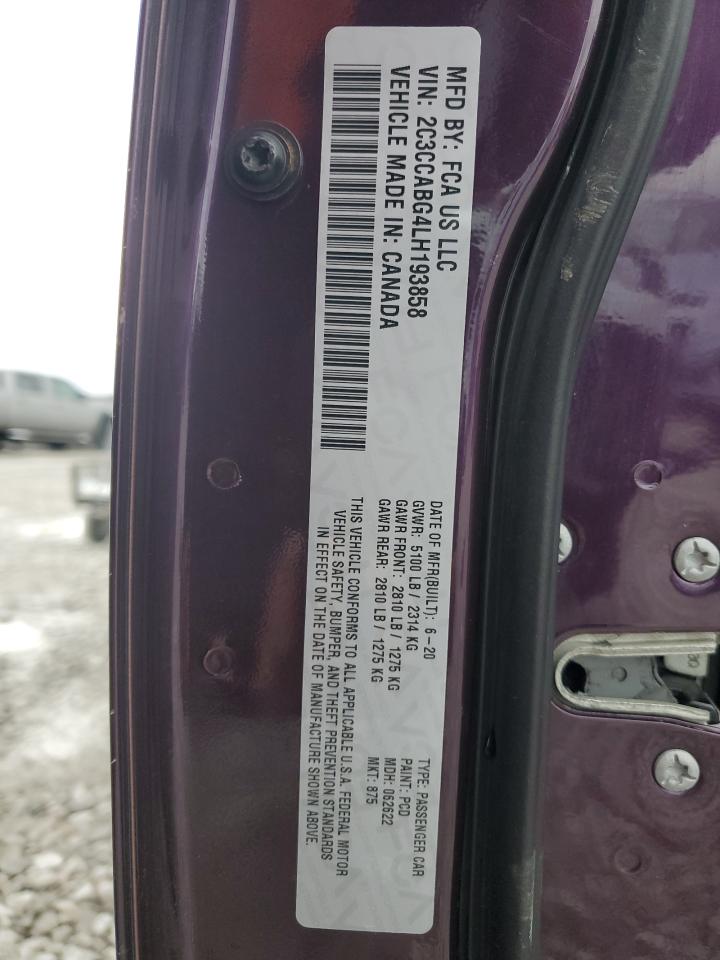 MFD BY: FCA US LLC
VIN: 2C3CCABG4LH193858
VEHICLE MADE IN: CANADA
DATE OF MFR(BUILT): 6-20
GVWR: 5100 LB / 2314 KG
GAWR FRONT: 2810 LB / 1275 KG
GAWR REAR: 2810 LB / 1275 KG
THIS VEHICLE CONFORMS TO ALL APPLICABLE U.S.A. FEDERAL MOTOR
VEHICLE SAFETY, BUMPER, AND THEFT PREVENTION STANDARDS
IN EFFECT ON THE DATE OF MANUFACTURE SHOWN ABOVE.
TYPE: PASSENGER CAR
PAINT: PCD
MDH: 062622
MKT: 875